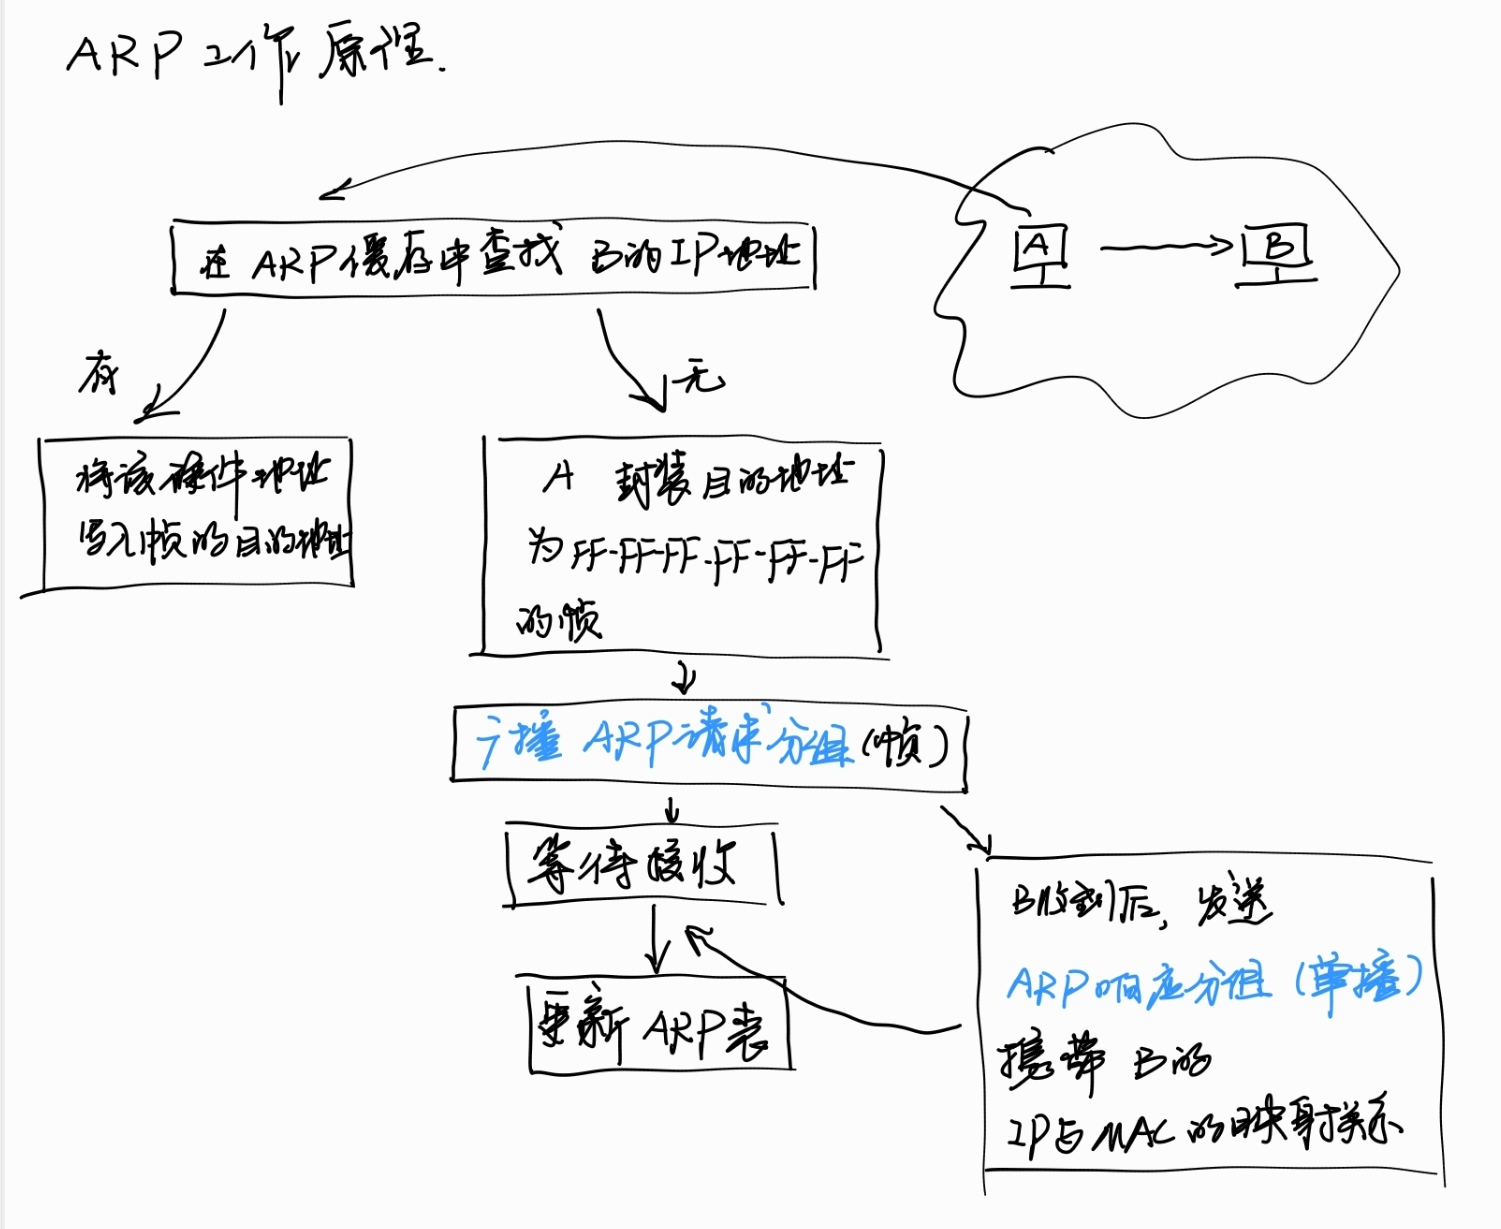 ARP工作原理.
在ARP缓存中查找 B的IP地址
A
B
有
无
将该硬件地址
写入帧的目的地址
A 封装目的地址
为FF-FF-FF-FF-FF-FF
的帧
广播 ARP请求分组(帧)
等待接收
更新 ARP表
B收到后, 发送
ARP响应分组(单播)
携带 B的
IP与MAC的映射关系